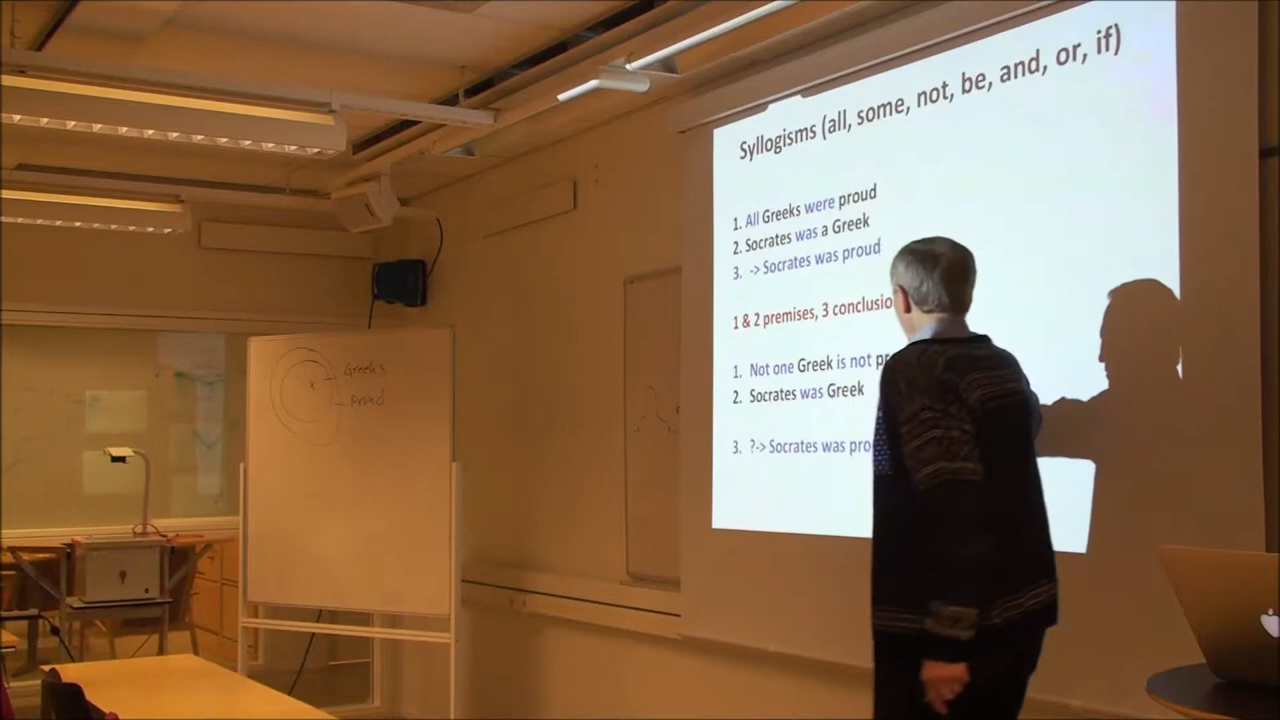 Syllogisms (all, some, not, be, and, or, if)
1. All Greeks were proud
2. Socrates was a Greek
3. -> Socrates was proud
1 & 2 premises, 3 conclusio
1. Not one Greek is not pr
2. Socrates was Greek
3. ?-> Socrates was prou
x Greeks
Proud